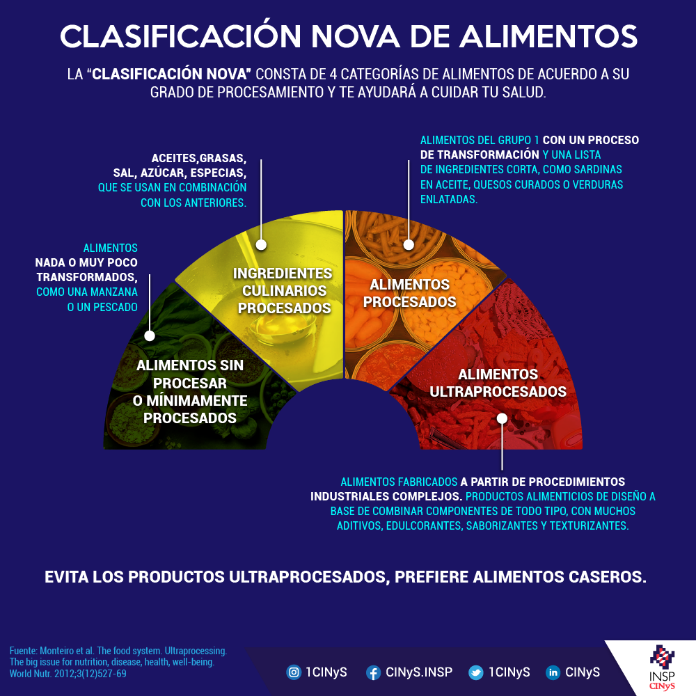 CLASIFICACIÓN NOVA DE ALIMENTOS
LA “CLASIFICACIÓN NOVA” CONSTA DE 4 CATEGORÍAS DE ALIMENTOS DE ACUERDO A SU
GRADO DE PROCESAMIENTO Y TE AYUDARÁ A CUIDAR TU SALUD.
ALIMENTOS
NADA O MUY POCO
TRANSFORMADOS,
COMO UNA MANZANA
O UN PESCADO
ACEITES,GRASAS,
SAL, AZÚCAR, ESPECIAS,
QUE SE USAN EN COMBINACIÓN
CON LOS ANTERIORES.
ALIMENTOS DEL GRUPO 1 CON UN PROCESO
DE TRANSFORMACIÓN Y UNA LISTA
DE INGREDIENTES CORTA, COMO SARDINAS
EN ACEITE, QUESOS CURADOS O VERDURAS
ENLATADAS.
ALIMENTOS SIN
PROCESAR
O MÍNIMAMENTE
PROCESADOS
INGREDIENTES
CULINARIOS
PROCESADOS
ALIMENTOS
PROCESADOS
ALIMENTOS
ULTRAPROCESADOS
ALIMENTOS FABRICADOS A PARTIR DE PROCEDIMIENTOS
INDUSTRIALES COMPLEJOS. PRODUCTOS ALIMENTICIOS DE DISEÑO A
BASE DE COMBINAR COMPONENTES DE TODO TIPO, CON MUCHOS
ADITIVOS, EDULCORANTES, SABORIZANTES Y TEXTURIZANTES.
EVITA LOS PRODUCTOS ULTRAPROCESADOS, PREFIERE ALIMENTOS CASEROS.
Fuente: Monteiro et al. The food system. Ultraprocessing.
The big issue for nutrition, disease, health, well-being.
World Nutr. 2012;3(12)527-69
1CINyS
CINyS.INSP
1CINyS
CINyS
INSP
CINyS